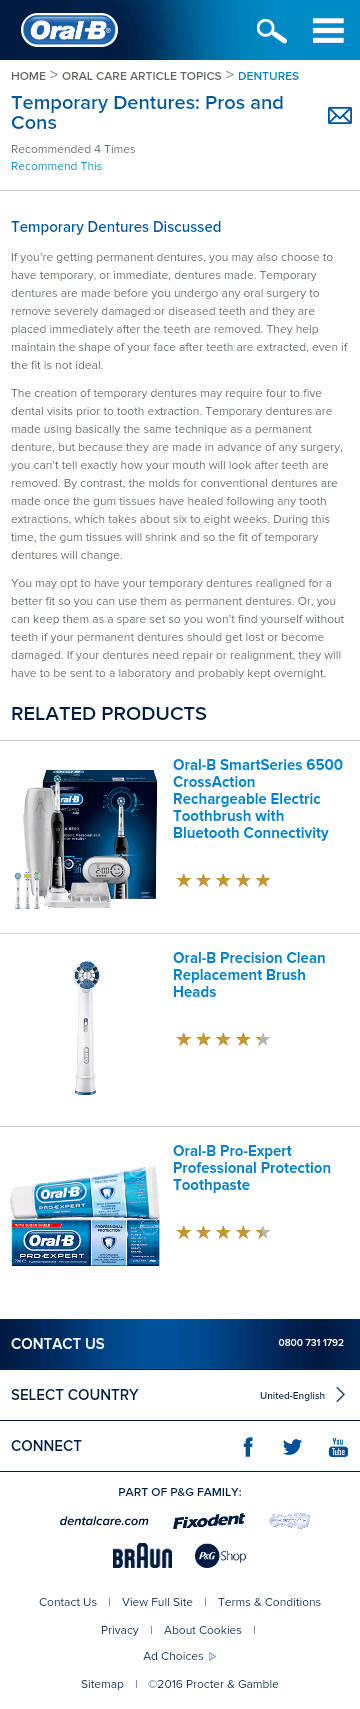 Oral-B
HOME > ORAL CARE ARTICLE TOPICS > DENTURES
Temporary Dentures: Pros and
Cons
Recommended 4 Times
Recommend This
Temporary Dentures Discussed
If you're getting permanent dentures, you may also choose to
have temporary, or immediate, dentures made. Temporary
dentures are made before you undergo any oral surgery to
remove severely damaged or diseased teeth and they are
placed immediately after the teeth are removed. They help
maintain the shape of your face after teeth are extracted, even if
the fit is not ideal.
The creation of temporary dentures may require four to five
dental visits prior to tooth extraction. Temporary dentures are
made using basically the same technique as a permanent
denture, but because they are made in advance of any surgery,
you can't tell exactly how your mouth will look after teeth are
removed. By contrast, the molds for conventional dentures are
made once the gum tissues have healed following any tooth
extractions, which takes about six to eight weeks. During this
time, the gum tissues will shrink and so the fit of temporary
dentures will change.
You may opt to have your temporary dentures realigned for a
better fit so you can use them as permanent dentures. Or, you
can keep them as a spare set so you won't find yourself without
teeth if your permanent dentures should get lost or become
damaged. If your dentures need repair or realignment, they will
have to be sent to a laboratory and probably kept overnight.
RELATED PRODUCTS
Oral-B SmartSeries 6500
CrossAction
Rechargeable Electric
Toothbrush with
Bluetooth Connectivity
Oral-B Precision Clean
Replacement Brush
Heads
Oral-B Pro-Expert
Professional Protection
Toothpaste
Oral-B
PRO-EXPERT
Oral-B
PRO-EXPERT
PROFESSIONAL
PROTECTION
CONTACT US 0800 731 1792
SELECT COUNTRY United-English
CONNECT You Tube
PART OF P&G FAMILY:
dentalcare.com Fixodent
BRAUN P&G Shop
Contact Us | View Full Site | Terms & Conditions
Privacy | About Cookies |
Ad Choices
Sitemap | ©2016 Procter & Gamble